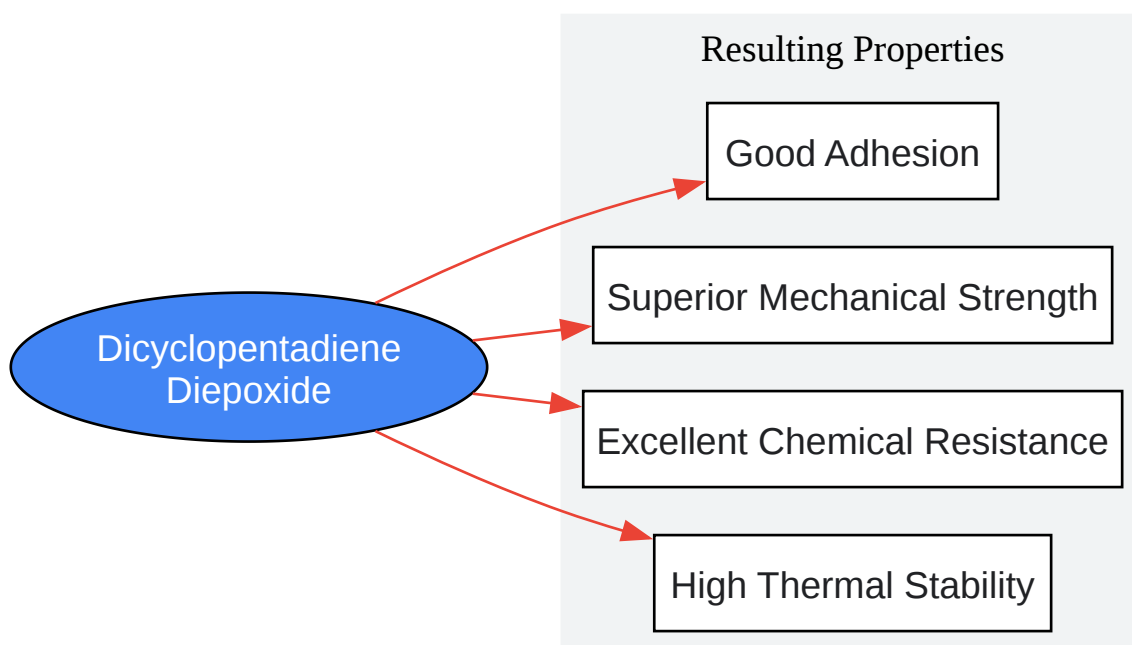 Resulting Properties
Good Adhesion
Superior Mechanical Strength
Dicyclopentadiene
Diepoxide
Excellent Chemical Resistance
High Thermal Stability